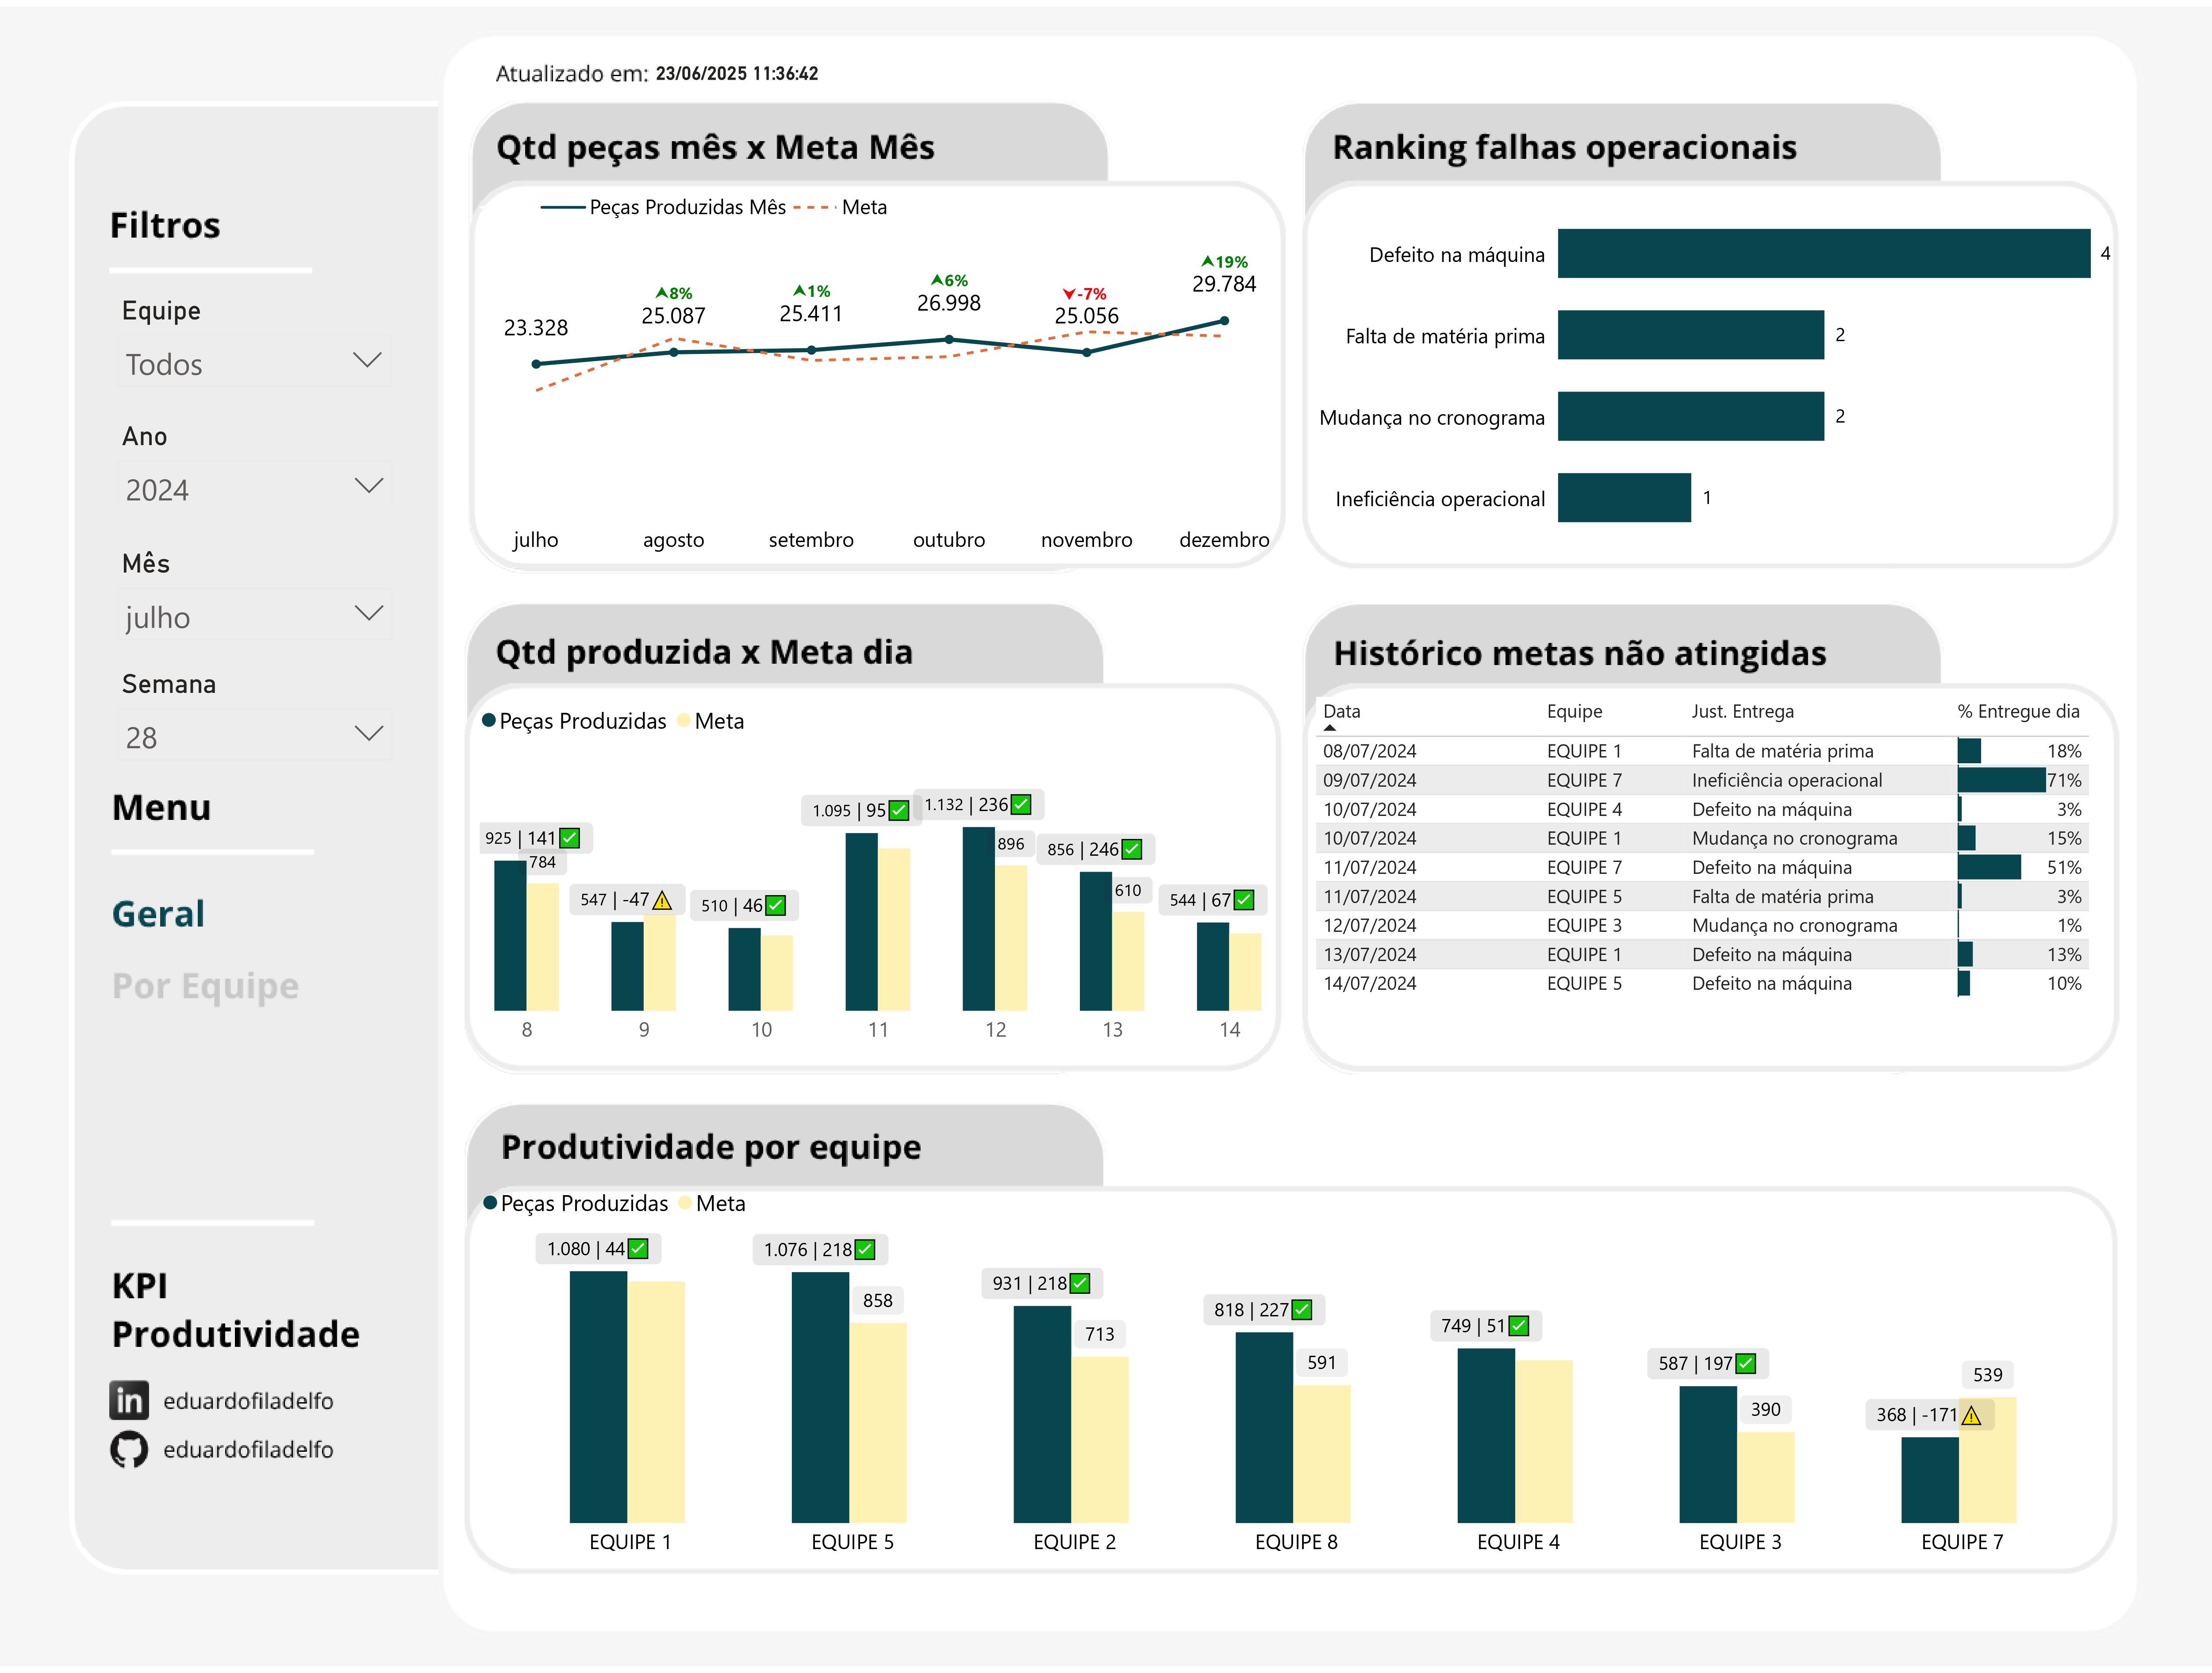 Atualizado em: 23/06/2025 11:36:42
Filtros
Equipe
Todos
Ano
2024
Mês
julho
Semana
28
Menu
Geral
Por Equipe
KPI
Produtividade
eduardofiladelfo
eduardofiladelfo
Qtd peças mês x Meta Mês
Peças Produzidas Mês Meta
23.328
8%
25.087
1%
25.411
6%
26.998
-7%
25.056
19%
29.784
julho agosto setembro outubro novembro dezembro
Ranking falhas operacionais
Defeito na máquina 4
Falta de matéria prima 2
Mudança no cronograma 2
Ineficiência operacional 1
Qtd produzida x Meta dia
Peças Produzidas Meta
925 | 141
784
547 | -47
510 | 46
1.095 | 95
1.132 | 236
896
856 | 246
610
544 | 67
8 9 10 11 12 13 14
Histórico metas não atingidas
Data Equipe Just. Entrega % Entregue dia
08/07/2024 EQUIPE 1 Falta de matéria prima 18%
09/07/2024 EQUIPE 7 Ineficiência operacional 71%
10/07/2024 EQUIPE 4 Defeito na máquina 3%
10/07/2024 EQUIPE 1 Mudança no cronograma 15%
11/07/2024 EQUIPE 7 Defeito na máquina 51%
11/07/2024 EQUIPE 5 Falta de matéria prima 3%
12/07/2024 EQUIPE 3 Mudança no cronograma 1%
13/07/2024 EQUIPE 1 Defeito na máquina 13%
14/07/2024 EQUIPE 5 Defeito na máquina 10%
Produtividade por equipe
Peças Produzidas Meta
1.080 | 44
1.076 | 218
858
931 | 218
713
818 | 227
591
749 | 51
587 | 197
390
368 | -171
539
EQUIPE 1 EQUIPE 5 EQUIPE 2 EQUIPE 8 EQUIPE 4 EQUIPE 3 EQUIPE 7